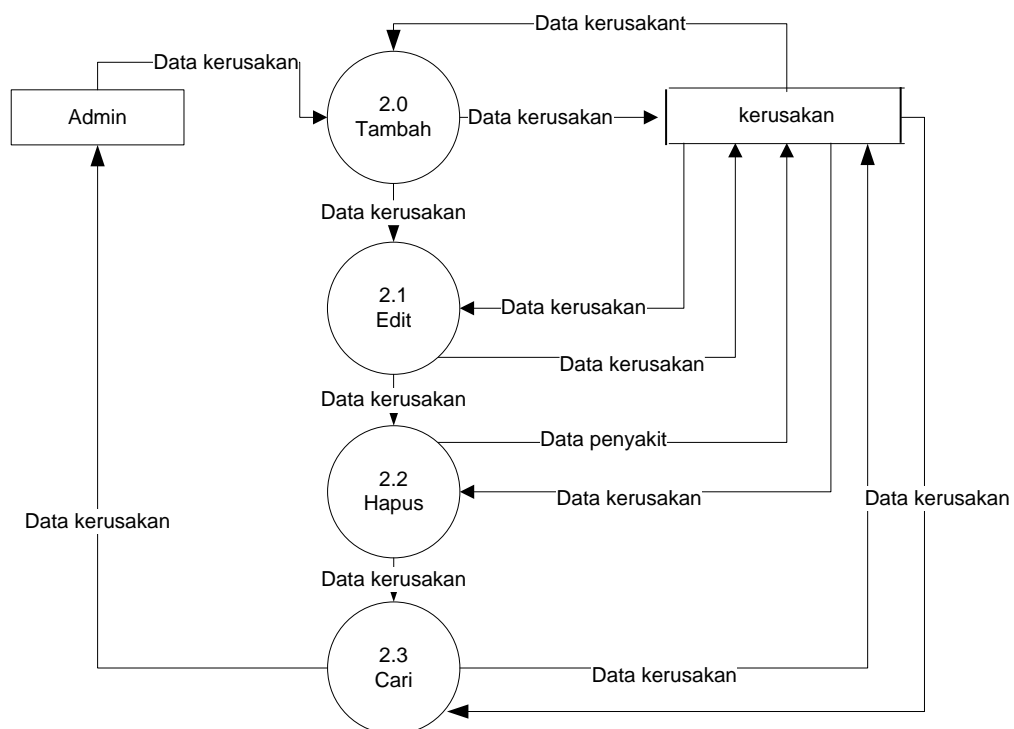 Data kerusakant
Data kerusakan
Admin
2.0
Tambah
Data kerusakan
kerusakan
Data kerusakan
2.1
Edit
Data kerusakan
Data kerusakan
Data kerusakan
Data penyakit
2.2
Hapus
Data kerusakan
Data kerusakan
Data kerusakan
Data kerusakan
2.3
Cari
Data kerusakan